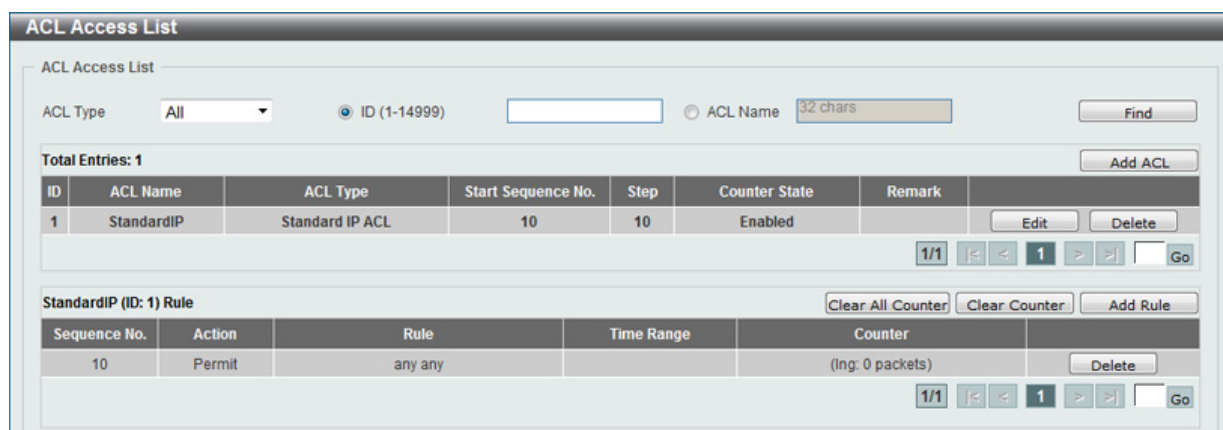 ACL Access List
ACL Access List
ACL Type All ID (1-14999) ACL Name 32 chars Find
Total Entries: 1 Add ACL
ID ACL Name ACL Type Start Sequence No. Step Counter State Remark
1 StandardIP Standard IP ACL 10 10 Enabled Edit Delete
1/1 |< < 1 > >| Go
StandardIP (ID: 1) Rule Clear All Counter Clear Counter Add Rule
Sequence No. Action Rule Time Range Counter
10 Permit any any (Ing: 0 packets) Delete
1/1 |< < 1 > >| Go